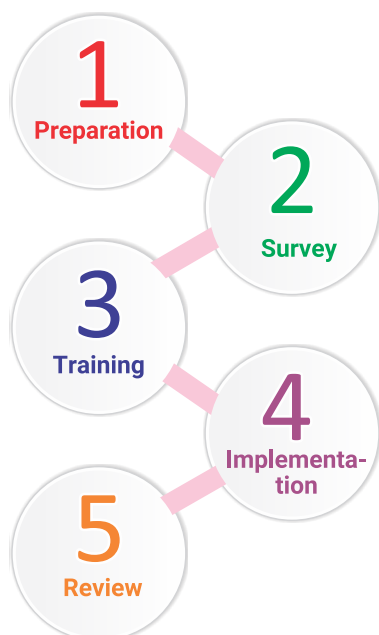 1
Preparation
2
Survey
3
Training
4
Implementa-
tion
5
Review